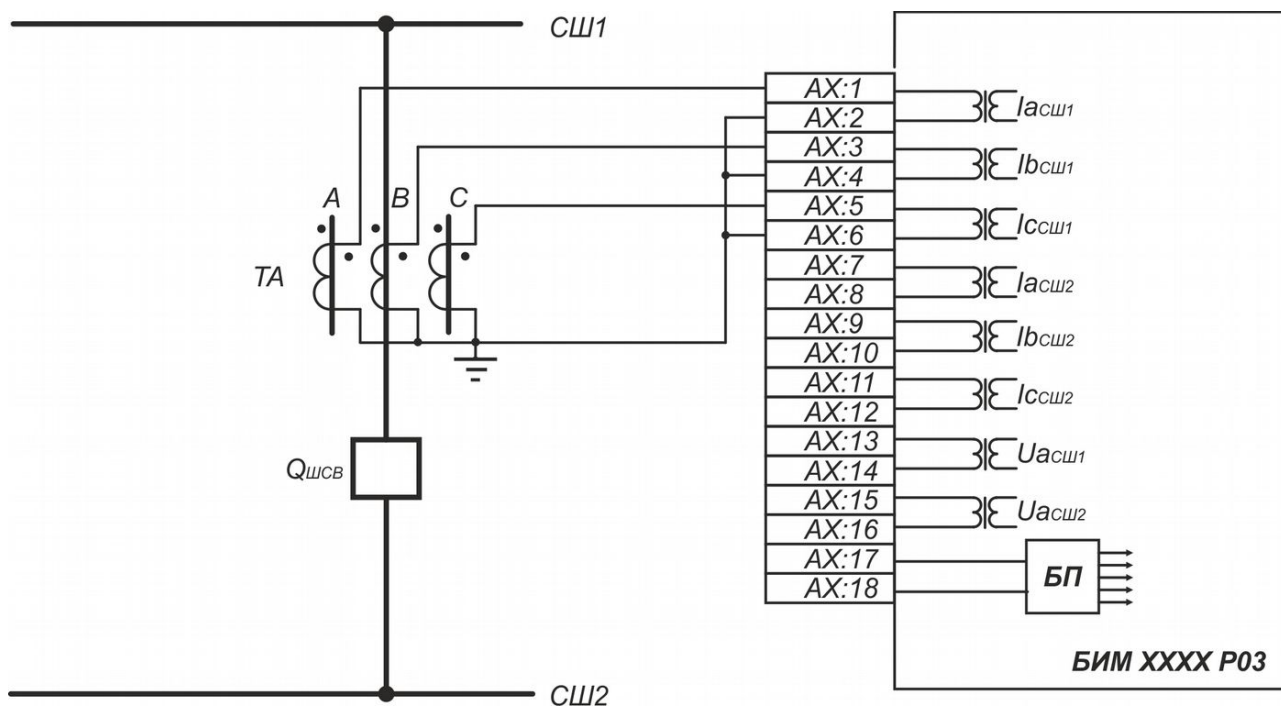 СШ1
AX:1
AX:2
AX:3
AX:4
AX:5
AX:6
AX:7
AX:8
AX:9
AX:10
AX:11
AX:12
AX:13
AX:14
AX:15
AX:16
AX:17
AX:18
IaСШ1
IbСШ1
IcСШ1
IaСШ2
IbСШ2
IcСШ2
UaСШ1
UaСШ2
БП
A B C
TA
QШСВ
БИМ XXXX P03
СШ2